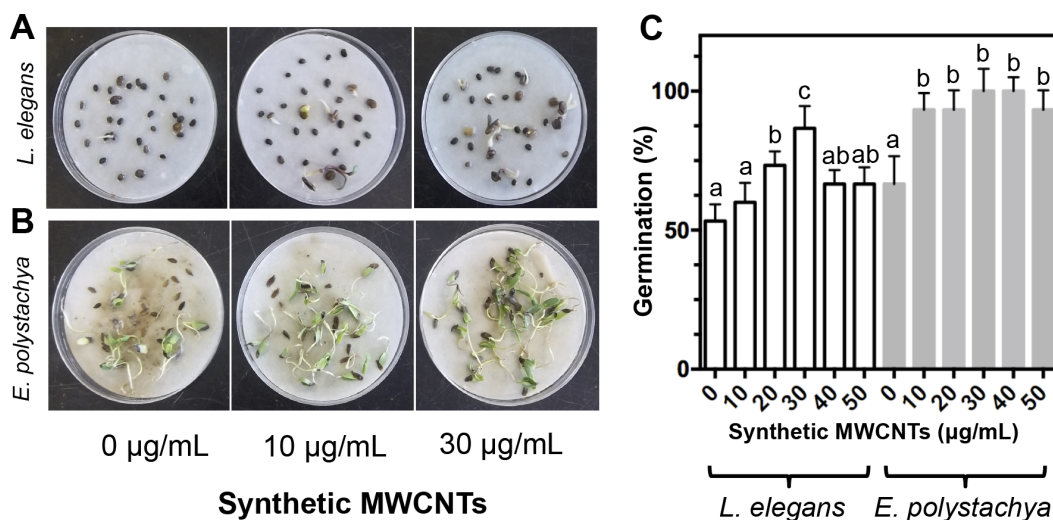 A
L. elegans
B
E. polystachya
0 µg/mL
10 µg/mL
30 µg/mL
Synthetic MWCNTs
C
Germination (%)
100
50
0
a
a
b
c
ab
ab
a
b
b
b
b
b
0 10 20 30 40 50 0 10 20 30 40 50
Synthetic MWCNTs (µg/mL)
L. elegans
E. polystachya